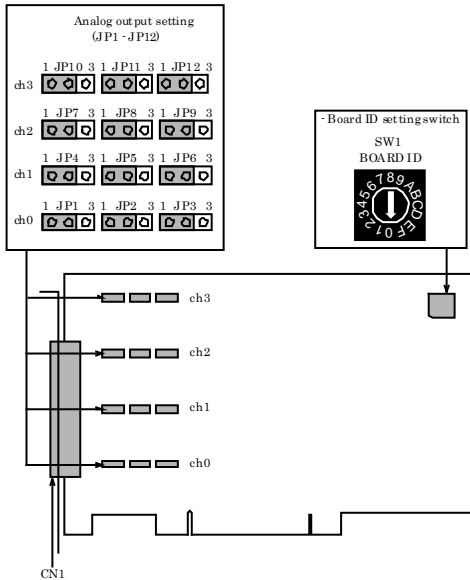 Analog output setting
(JP1 - JP12)
1 JP10 3 1 JP11 3 1 JP12 3
ch3
1 JP7 3 1 JP8 3 1 JP9 3
ch2
1 JP4 3 1 JP5 3 1 JP6 3
ch1
1 JP1 3 1 JP2 3 1 JP3 3
ch0
- Board ID setting switch
SW1
BOARD ID
0123456789ABCDEF
ch3
ch2
ch1
ch0
CN1